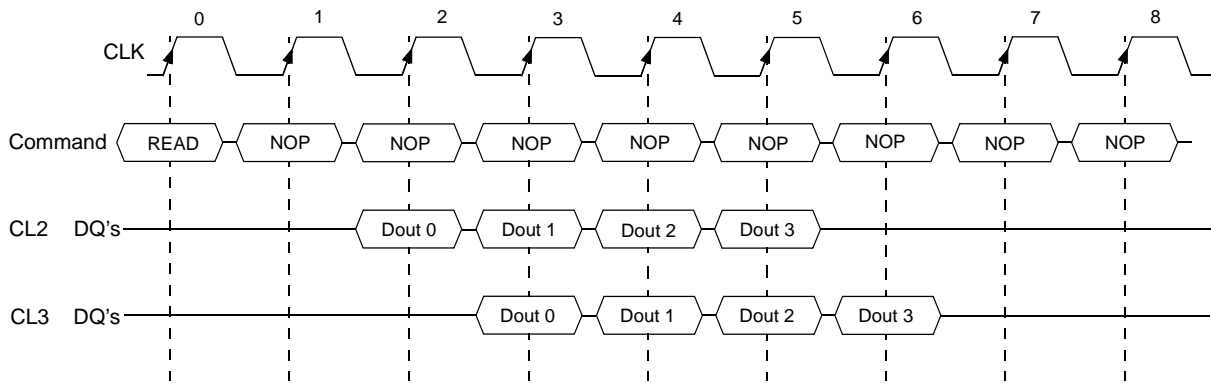 0 1 2 3 4 5 6 7 8
CLK
Command READ NOP NOP NOP NOP NOP NOP NOP NOP
CL2 DQ's Dout 0 Dout 1 Dout 2 Dout 3
CL3 DQ's Dout 0 Dout 1 Dout 2 Dout 3